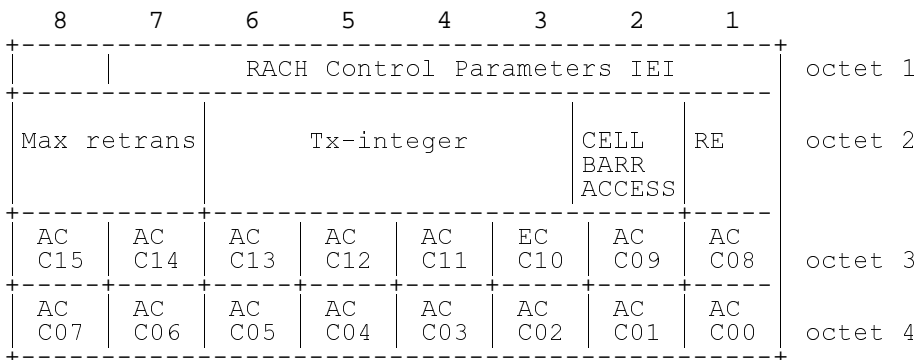 8 7 6 5 4 3 2 1
RACH Control Parameters IEI octet 1
Max retrans Tx-integer CELL RE octet 2
BARR
ACCESS
AC AC AC AC AC EC AC AC
C15 C14 C13 C12 C11 C10 C09 C08 octet 3
AC AC AC AC AC AC AC AC
C07 C06 C05 C04 C03 C02 C01 C00 octet 4